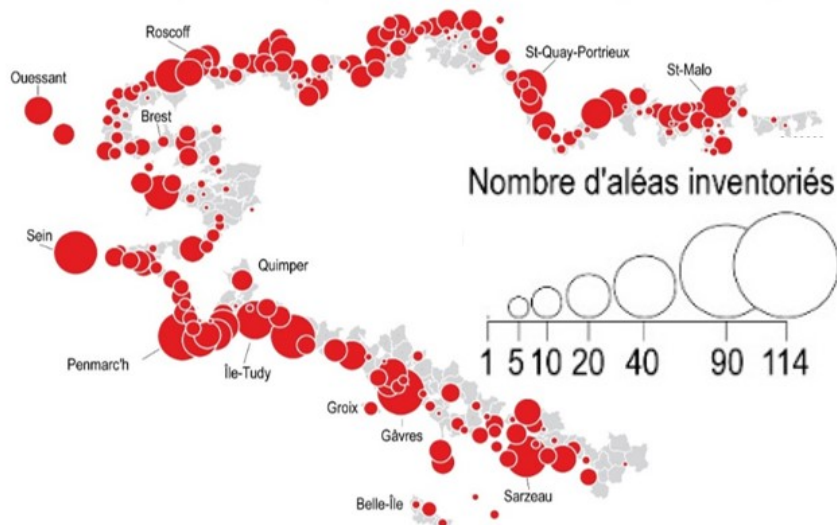 Roscoff
Ouessant
St-Quay-Portrieux
St-Malo
Brest
Nombre d'aléas inventoriés
Sein
Quimper
Penmarc'h
Île-Tudy
1 5 10 20 40 90 114
Groix
Gâvres
Belle-Île
Sarzeau